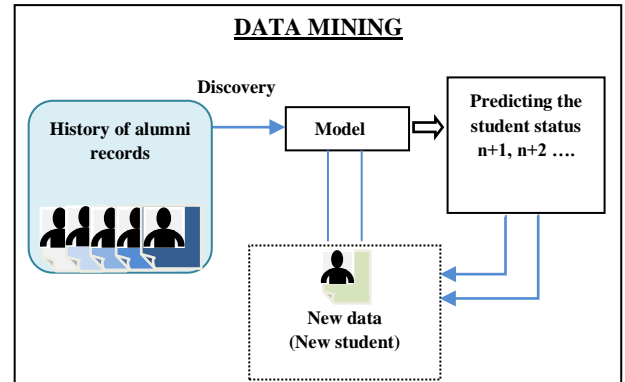 DATA MINING
Discovery
History of alumni
records
Model
Predicting the
student status
n+1, n+2 ....
New data
(New student)